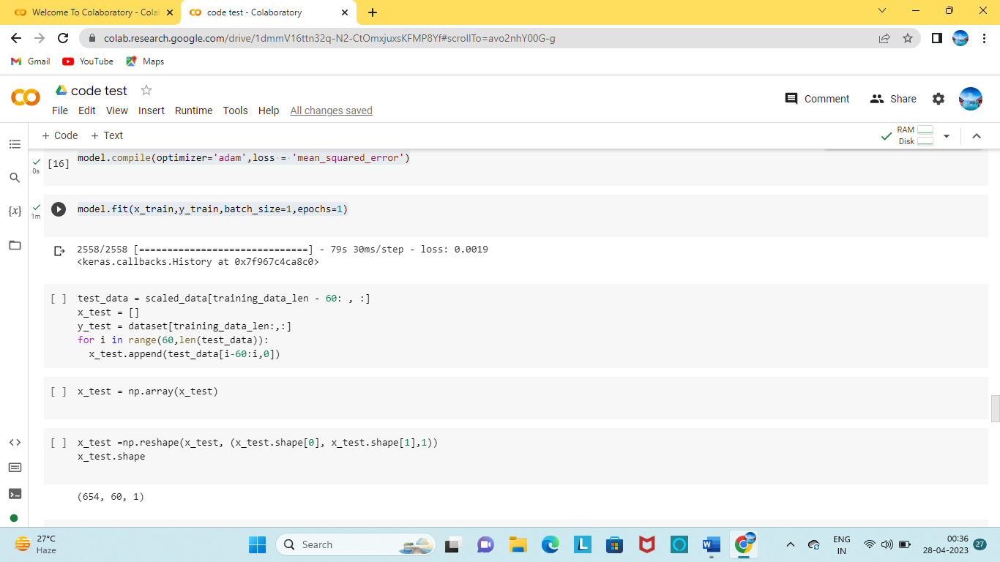 Welcome To Colaboratory - Cola
code test - Colaboratory
colab.research.google.com/drive/1dmmV16ttn32q-N2-CtOmxjuxsKFMP8Yf#scrollTo=avo2nhY00G-g
Gmail YouTube Maps
code test
Comment Share
File Edit View Insert Runtime Tools Help All changes saved
+ Code + Text
RAM
Disk
[16] model.compile(optimizer='adam',loss = 'mean_squared_error')
0s
model.fit(x_train,y_train,batch_size=1,epochs=1)
1m
{x}
2558/2558 [==============================] - 79s 30ms/step - loss: 0.0019
<keras.callbacks.History at 0x7f967c4ca8c0>
[ ] test_data = scaled_data[training_data_len - 60: , :]
x_test = []
y_test = dataset[training_data_len:,:]
for i in range(60,len(test_data)):
x_test.append(test_data[i-60:i,0])
[ ] x_test = np.array(x_test)
[ ] x_test =np.reshape(x_test, (x_test.shape[0], x_test.shape[1],1))
x_test.shape
(654, 60, 1)
27°C
Haze
Search
ENG
IN
00:36
28-04-2023
27